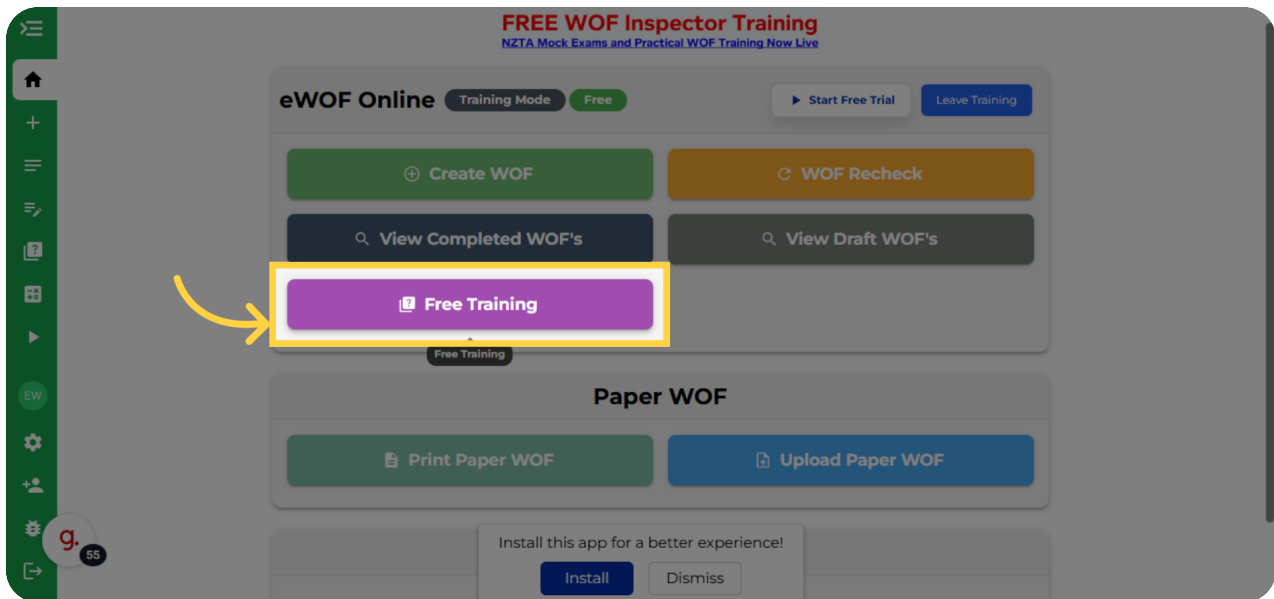 FREE WOF Inspector Training
NZTA Mock Exams and Practical WOF Training Now Live
eWOF Online
Training Mode
Free
Start Free Trial
Leave Training
Create WOF
WOF Recheck
View Completed WOF's
View Draft WOF's
Free Training
Free Training
Paper WOF
Print Paper WOF
Upload Paper WOF
Install this app for a better experience!
Install
Dismiss
EW
g.
55